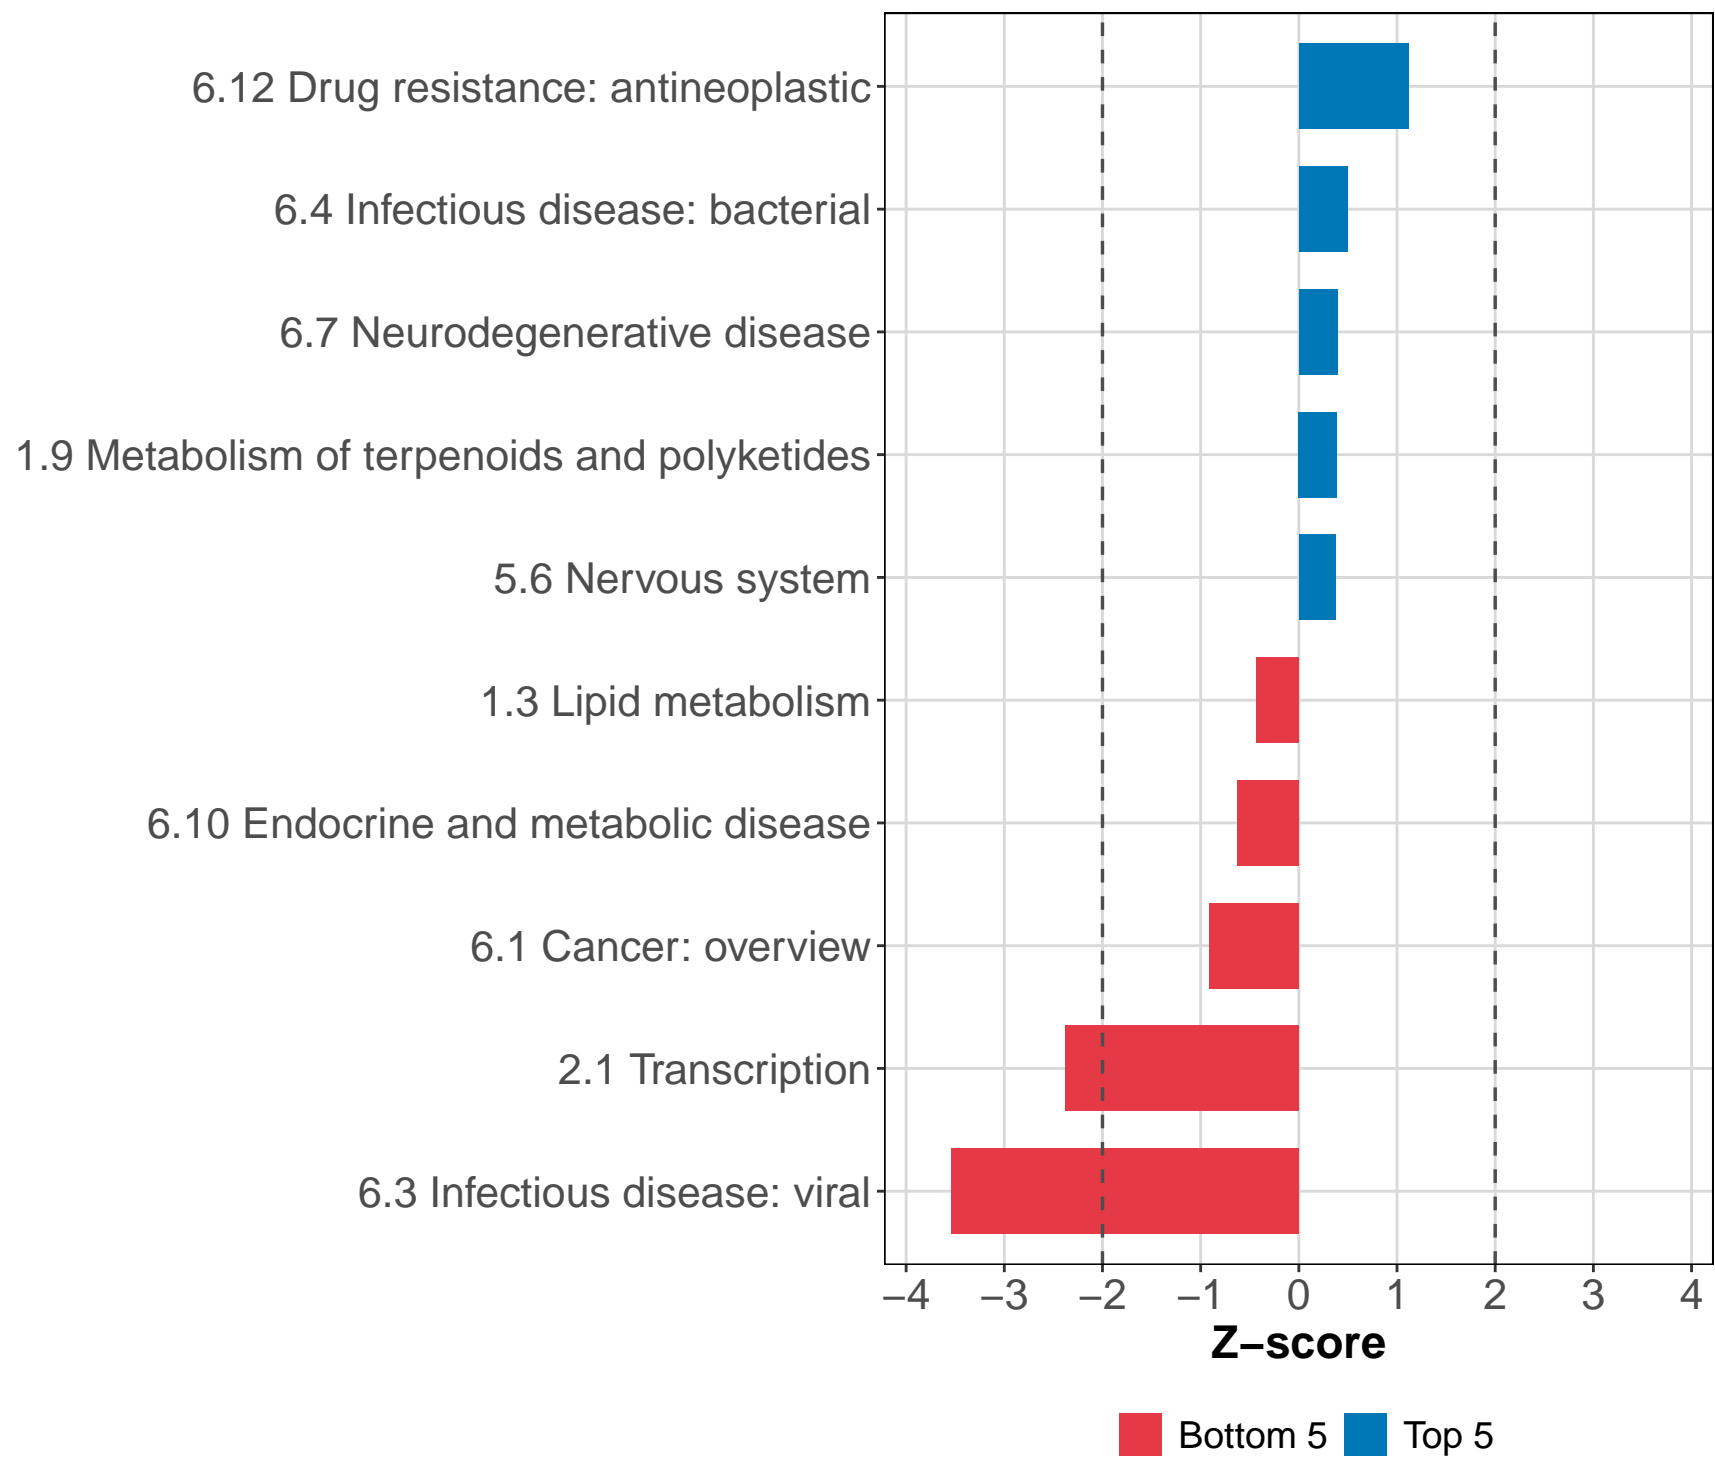 6.12 Drug resistance: antineoplastic
6.4 Infectious disease: bacterial
6.7 Neurodegenerative disease
1.9 Metabolism of terpenoids and polyketides
5.6 Nervous system
1.3 Lipid metabolism
6.10 Endocrine and metabolic disease
6.1 Cancer: overview
2.1 Transcription
6.3 Infectious disease: viral
−4 −3 −2 −1 0 1 2 3 4
Z−score
Bottom 5 Top 5